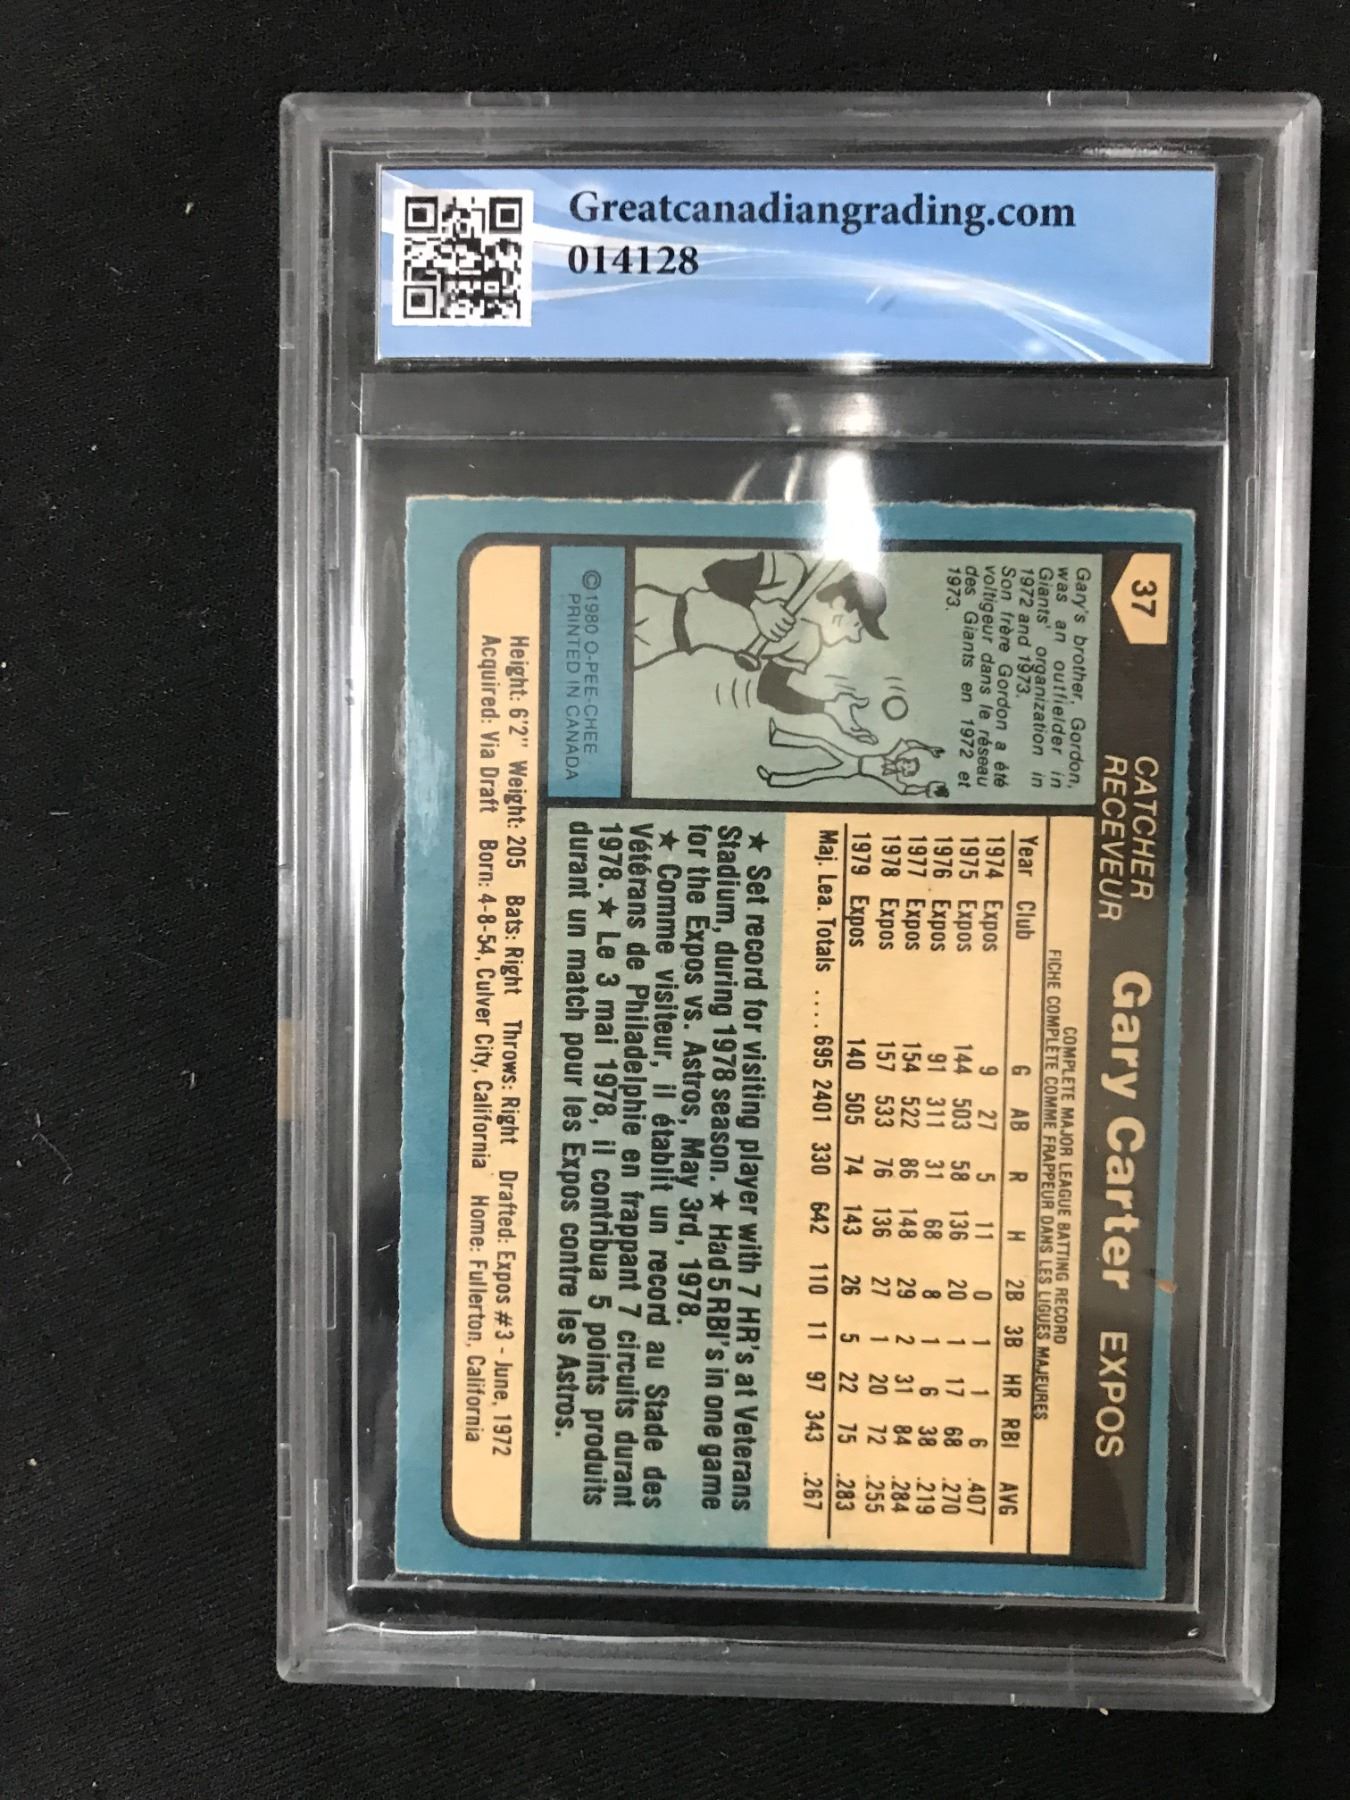 Greatcanadiangrading.com
014128
37
CATCHER
RECEVEUR
Gary Carter EXPOS
Gary's brother, Gordon,
was an outfielder in
Giants' organization in
1972 and 1973.
Son frère Gordon a été
voltigeur dans le réseau
des Giants en 1972 et
1973.
COMPLETE MAJOR LEAGUE BATTING RECORD
FICHE COMPLÈTE COMME FRAPPEUR DANS LES LIGUES MAJEURES
Year Club G AB R H 2B 3B HR RBI AVG
1974 Expos 9 27 5 11 0 1 1 6 .407
1975 Expos 144 503 58 136 20 1 17 68 .270
1976 Expos 91 311 31 68 8 1 6 38 .219
1977 Expos 154 522 86 148 29 2 31 84 .284
1978 Expos 157 533 76 136 27 1 20 72 .255
1979 Expos 140 505 74 143 26 5 22 75 .283
Maj. Lea. Totals .... 695 2401 330 642 110 11 97 343 .267
★ Set record for visiting player with 7 HR's at Veterans
Stadium, during 1978 season. ★ Had 5 RBI's in one game
for the Expos vs. Astros, May 3rd, 1978.
★ Comme visiteur, il établit un record au Stade des
Vétérans de Philadelphie en frappant 7 circuits durant
1978. ★ Le 3 mai 1978, il contribua 5 points produits
durant un match pour les Expos contre les Astros.
©1980 O-PEE-CHEE
PRINTED IN CANADA
Height: 6'2" Weight: 205 Bats: Right Throws: Right Drafted: Expos #3 - June, 1972
Acquired: Via Draft Born: 4-8-54, Culver City, California Home: Fullerton, California